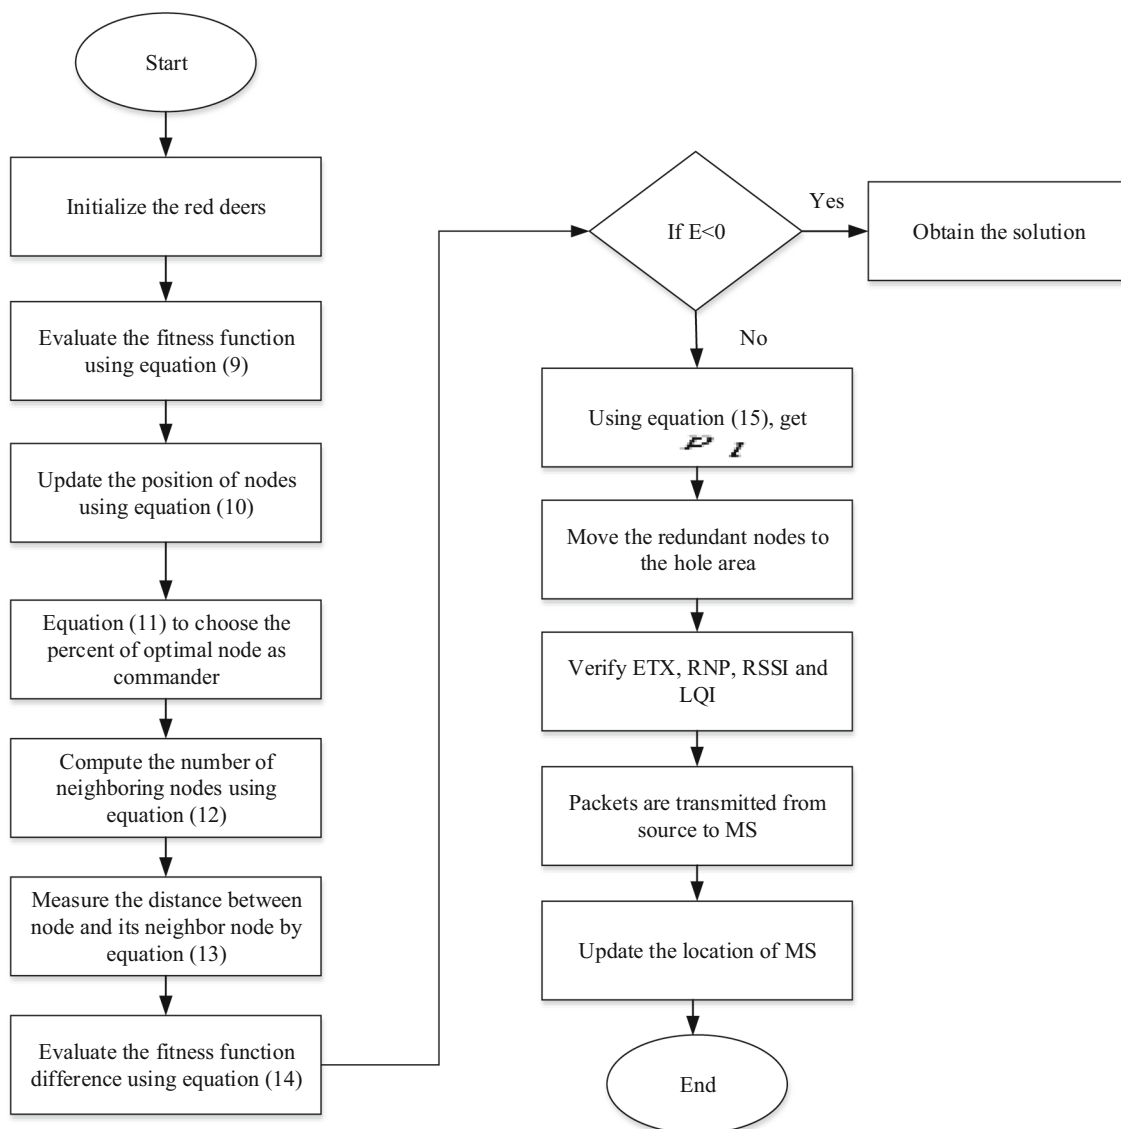 Start
Initialize the red deers
Evaluate the fitness function
using equation (9)
Update the position of nodes
using equation (10)
Equation (11) to choose the
percent of optimal node as
commander
Compute the number of
neighboring nodes using
equation (12)
Measure the distance between
node and its neighbor node by
equation (13)
Evaluate the fitness function
difference using equation (14)
If E<0
Yes
Obtain the solution
No
Using equation (15), get
P 1
Move the redundant nodes to
the hole area
Verify ETX, RNP, RSSI and
LQI
Packets are transmitted from
source to MS
Update the location of MS
End